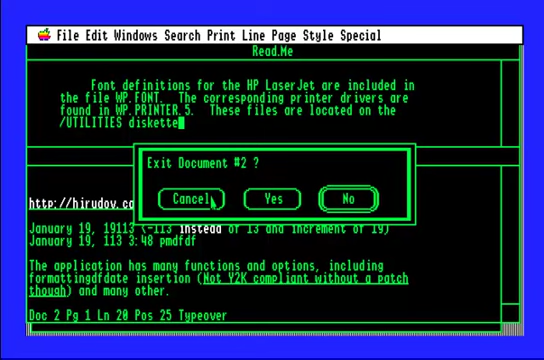 File Edit Windows Search Print Line Page Style Special
Read.Me
Font definitions for the HP LaserJet are included in
the file WP.FONT. The corresponding printer drivers are
found in WP.PRINTER.5. These files are located on the
/UTILITIES diskette
Exit Document #2 ?
Cancel Yes No
http://hirudov.co
January 19, 19113 (-113 instead of 13 and increment of 19)
January 19, 113 3:48 pmdfdf
The application has many functions and options, including
formattingdfdate insertion (Not Y2K compliant without a patch
though) and many other.
Doc 2 Pg 1 Ln 20 Pos 25 Typeover